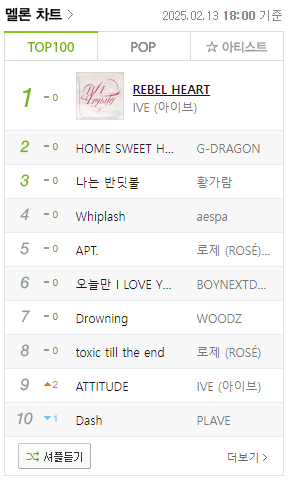 멜론 차트 > 2025.02.13 18:00 기준
TOP100 POP ☆ 아티스트
1 - 0 REBEL HEART
IVE (아이브)
2 - 0 HOME SWEET H... G-DRAGON
3 - 0 나는 반딧불 황가람
4 - 0 Whiplash aespa
5 - 0 APT. 로제 (ROSÉ)...
6 - 0 오늘만 I LOVE Y... BOYNEXTD...
7 - 0 Drowning WOODZ
8 - 0 toxic till the end 로제 (ROSÉ)
9 ▲2 ATTITUDE IVE (아이브)
10 ▼1 Dash PLAVE
셔플듣기 더보기 >